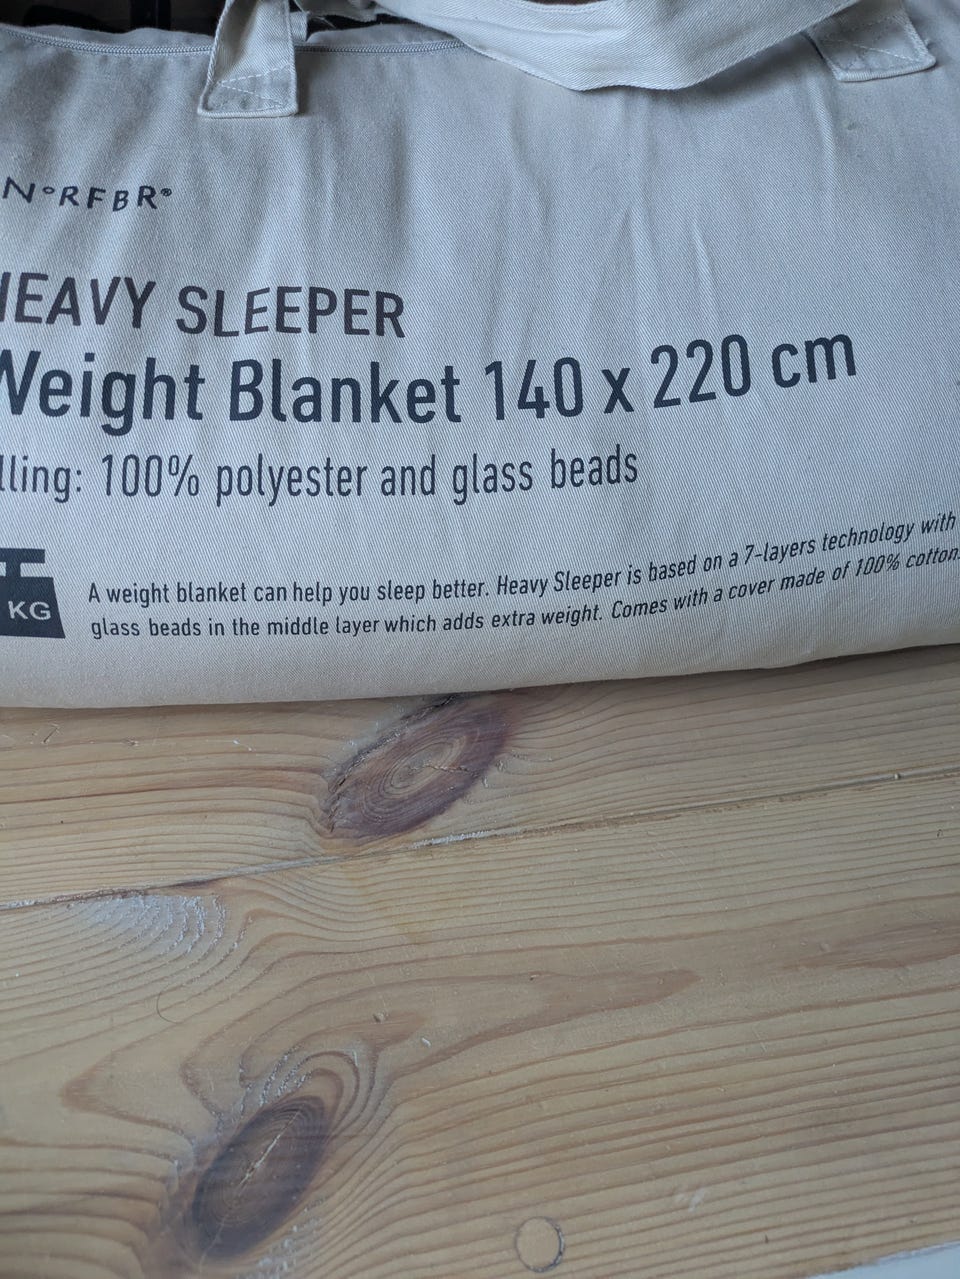 N°RFBR®
HEAVY SLEEPER
Weight Blanket 140 x 220 cm
lling: 100% polyester and glass beads
KG
A weight blanket can help you sleep better. Heavy Sleeper is based on a 7-layers technology with
glass beads in the middle layer which adds extra weight. Comes with a cover made of 100% cotton.